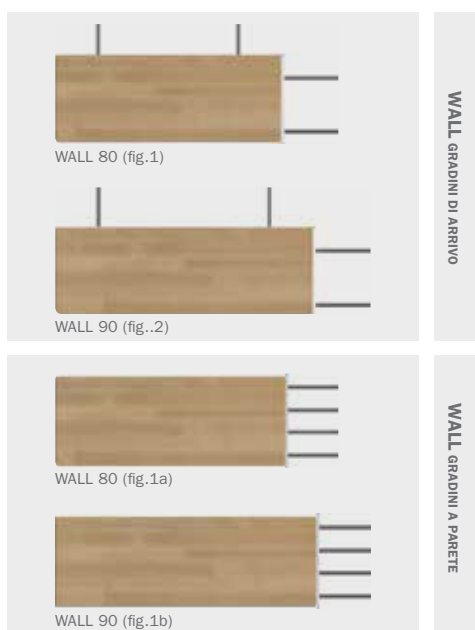 WALL 80 (fig.1)
WALL 90 (fig..2)
WALL GRADINI DI ARRIVO
WALL 80 (fig.1a)
WALL 90 (fig.1b)
WALL GRADINI A PARETE